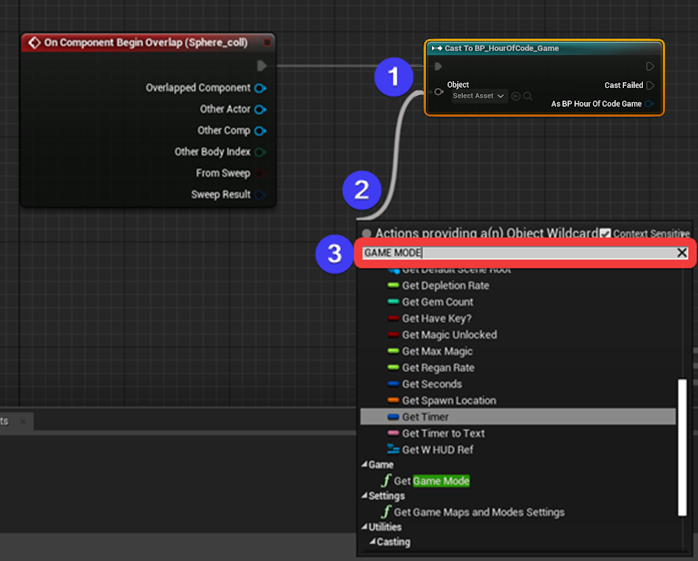 On Component Begin Overlap (Sphere_coll)
Overlapped Component
Other Actor
Other Comp
Other Body Index
From Sweep
Sweep Result
1
Cast To BP_HourOfCode_Game
Object
Select Asset
Cast Failed
As BP Hour Of Code Game
2
3
Actions providing a(n) Object Wildcard
Context Sensitive
GAME MODE
Get Default Scene Root
Get Depletion Rate
Get Gem Count
Get Have Key?
Get Magic Unlocked
Get Max Magic
Get Regan Rate
Get Seconds
Get Spawn Location
Get Timer
Get Timer to Text
Get W HUD Ref
Game
Get Game Mode
Settings
Get Game Maps and Modes Settings
Utilities
Casting
ts